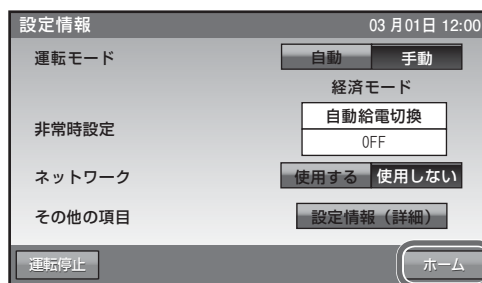 設定情報 03月01日 12:00
運転モード 自動 手動
経済モード
非常時設定 自動給電切換
OFF
ネットワーク 使用する 使用しない
その他の項目 設定情報（詳細）
運転停止 ホーム